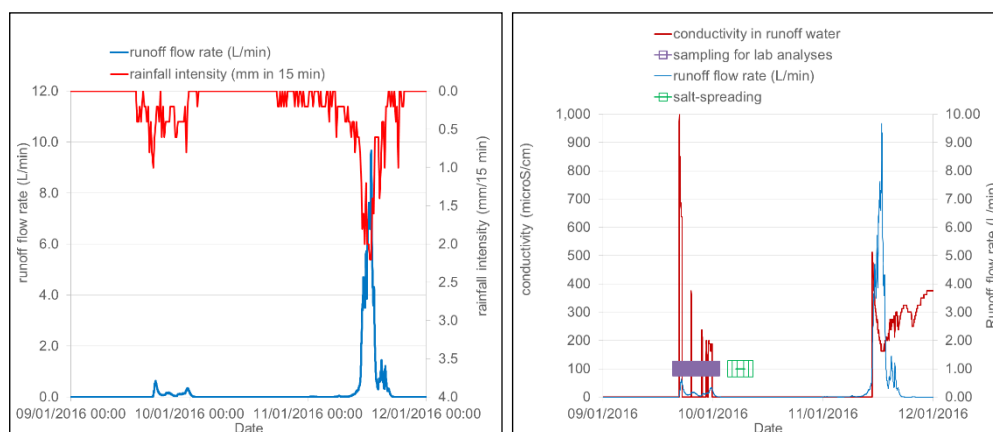 runoff flow rate (L/min)
rainfall intensity (mm in 15 min)
12.0
10.0
8.0
6.0
4.0
2.0
0.0
runoff flow rate (L/min)
0.0
0.5
1.0
1.5
2.0
2.5
3.0
3.5
4.0
rainfall intensity (mm/15 min)
09/01/2016 00:00 10/01/2016 00:00 11/01/2016 00:00 12/01/2016 00:00
Date
conductivity in runoff water
sampling for lab analyses
runoff flow rate (L/min)
salt-spreading
1,000
900
800
700
600
500
400
300
200
100
0
conductivity (microS/cm)
10.00
9.00
8.00
7.00
6.00
5.00
4.00
3.00
2.00
1.00
0.00
Runoff flow rate (L/min)
09/01/2016 10/01/2016 11/01/2016 12/01/2016
Date